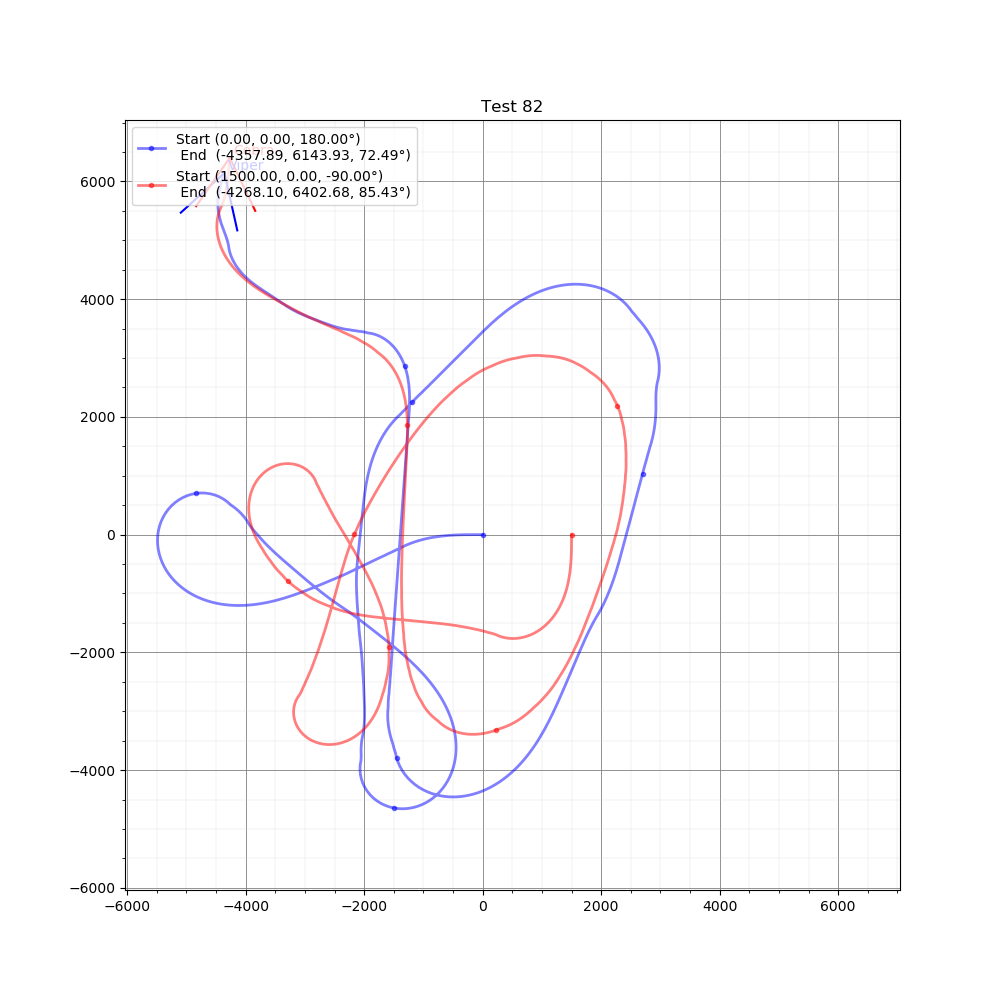 Test 82
Start (0.00, 0.00, 180.00°)
End (-4357.89, 6143.93, 72.49°)
Start (1500.00, 0.00, -90.00°)
End (-4268.10, 6402.68, 85.43°)
Viper
6000
4000
2000
0
−2000
−4000
−6000
−6000 −4000 −2000 0 2000 4000 6000